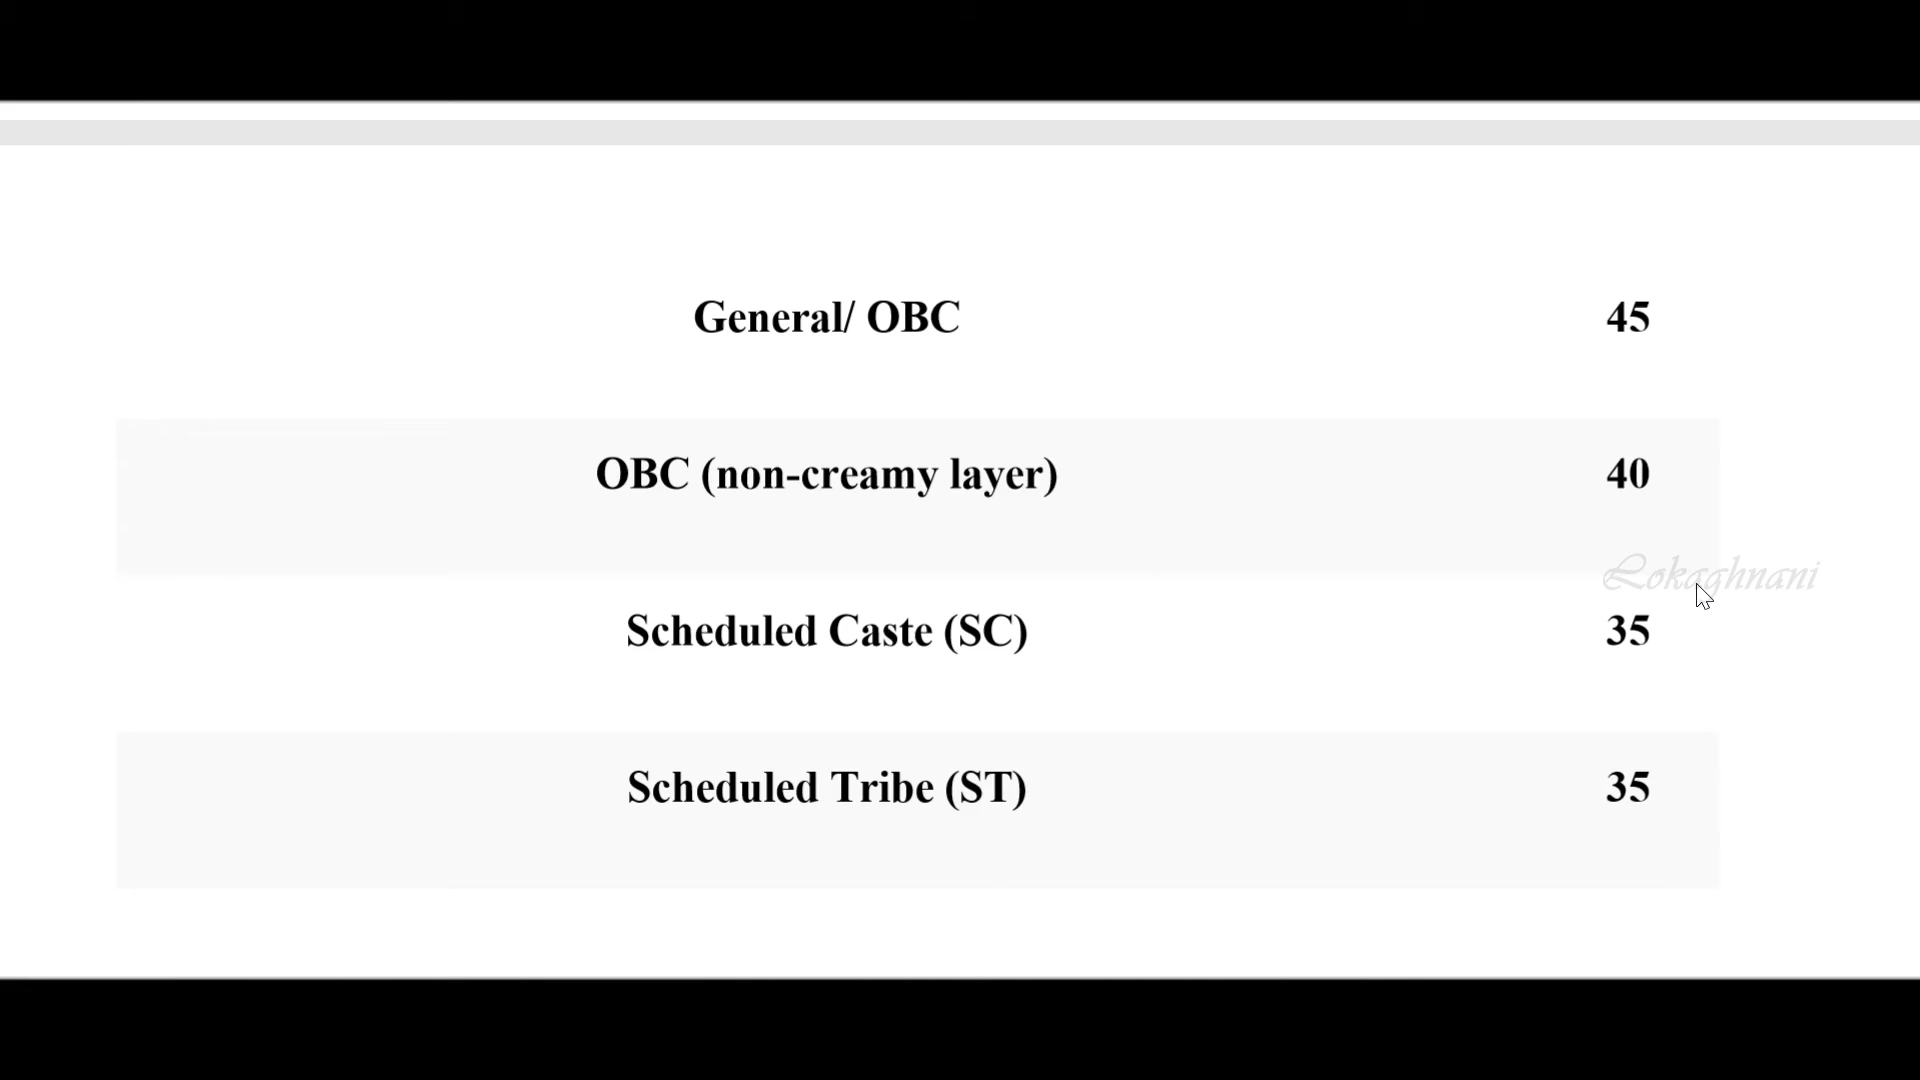 General/ OBC 45
OBC (non-creamy layer) 40
Lokaghnani
Scheduled Caste (SC) 35
Scheduled Tribe (ST) 35